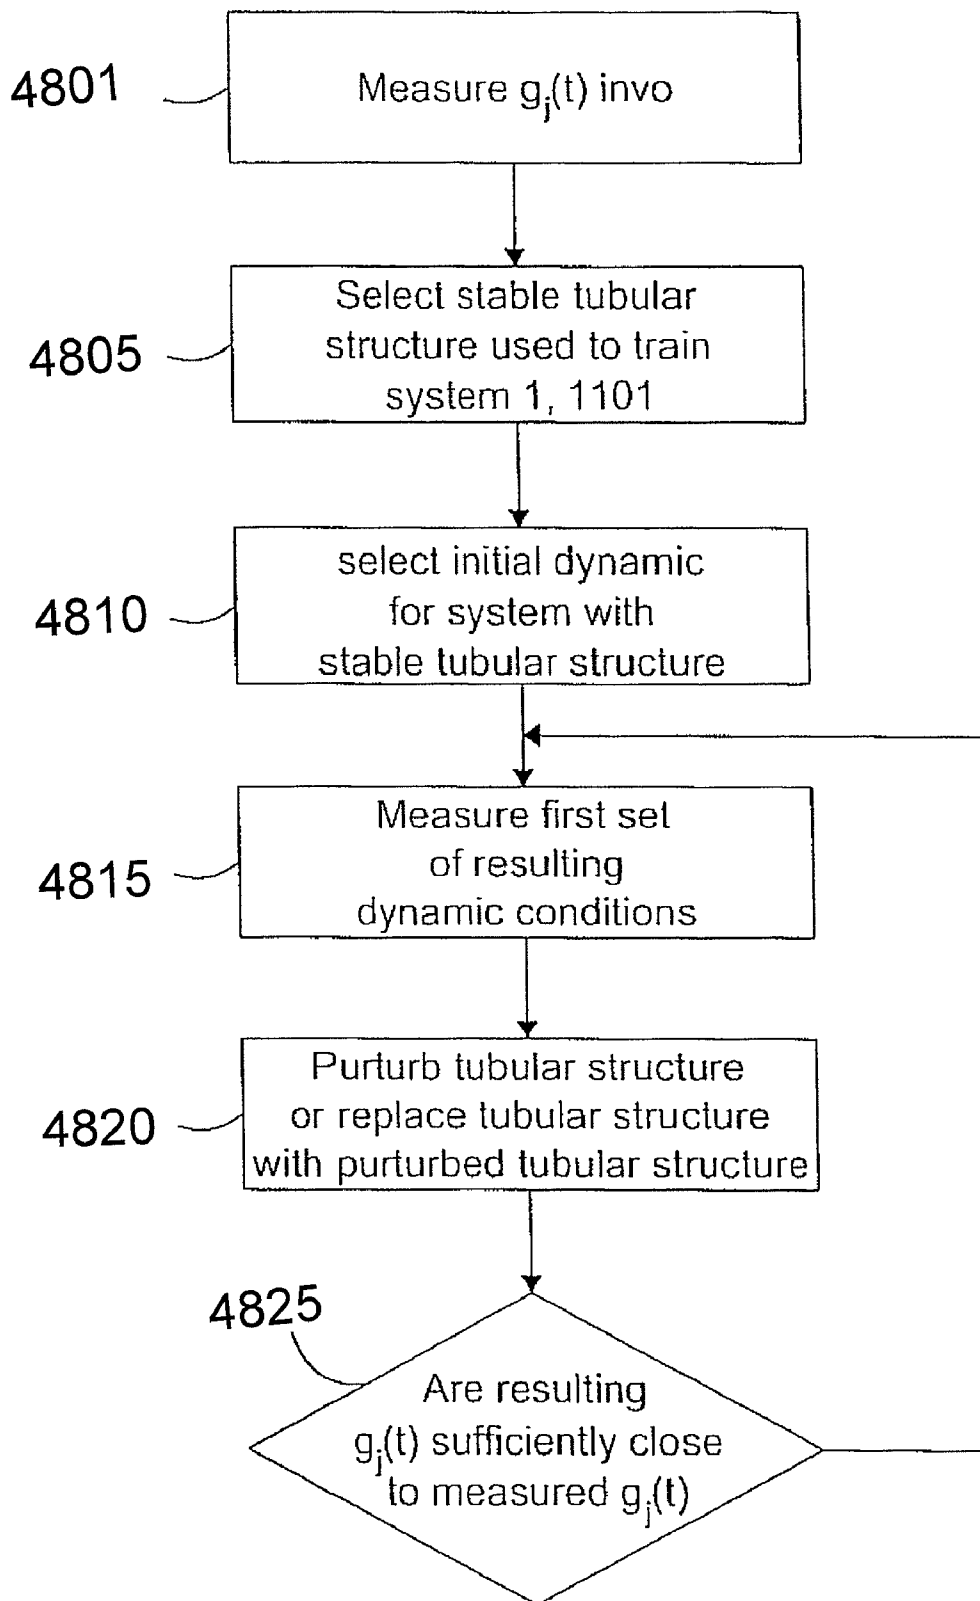 4801
Measure gj(t) invo
4805
Select stable tubular
structure used to train
system 1, 1101
4810
select initial dynamic
for system with
stable tubular structure
4815
Measure first set
of resulting
dynamic conditions
4820
Purturb tubular structure
or replace tubular structure
with purturbed tubular structure
4825
Are resulting
gj(t) sufficiently close
to measured gj(t)